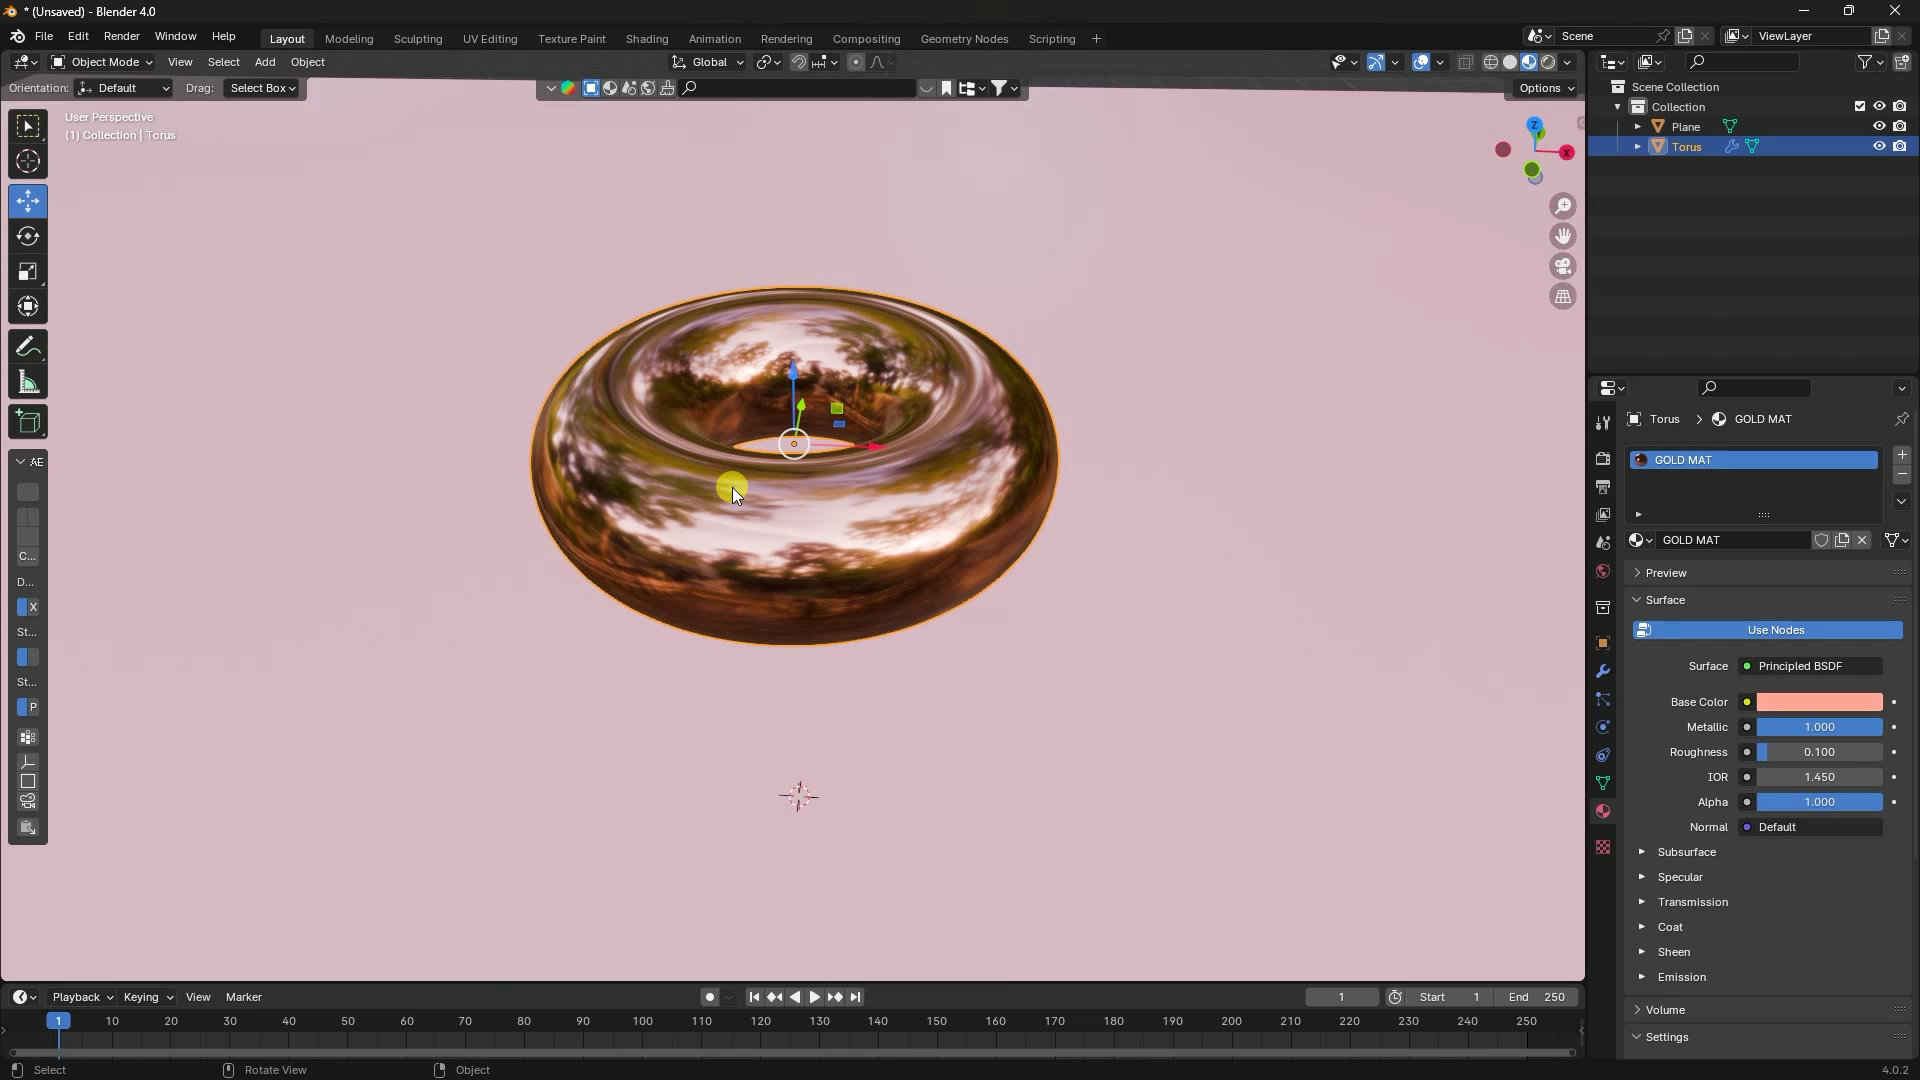 * (Unsaved) - Blender 4.0
File Edit Render Window Help
Layout Modeling Sculpting UV Editing Texture Paint Shading Animation Rendering Compositing Geometry Nodes Scripting +
Scene
ViewLayer
Object Mode View Select Add Object
Global
Orientation: Default Drag: Select Box
Options
User Perspective
(1) Collection | Torus
Z
X
Scene Collection
Collection
Plane
Torus
Torus > GOLD MAT
GOLD MAT
GOLD MAT
Preview
Surface
Use Nodes
Surface Principled BSDF
Base Color
Metallic 1.000
Roughness 0.100
IOR 1.450
Alpha 1.000
Normal Default
Subsurface
Specular
Transmission
Coat
Sheen
Emission
Volume
Settings
AE
C...
D...
X
St...
St...
P
Playback Keying View Marker
1 Start 1 End 250
1 10 20 30 40 50 60 70 80 90 100 110 120 130 140 150 160 170 180 190 200 210 220 230 240 250
Select Rotate View Object
4.0.2